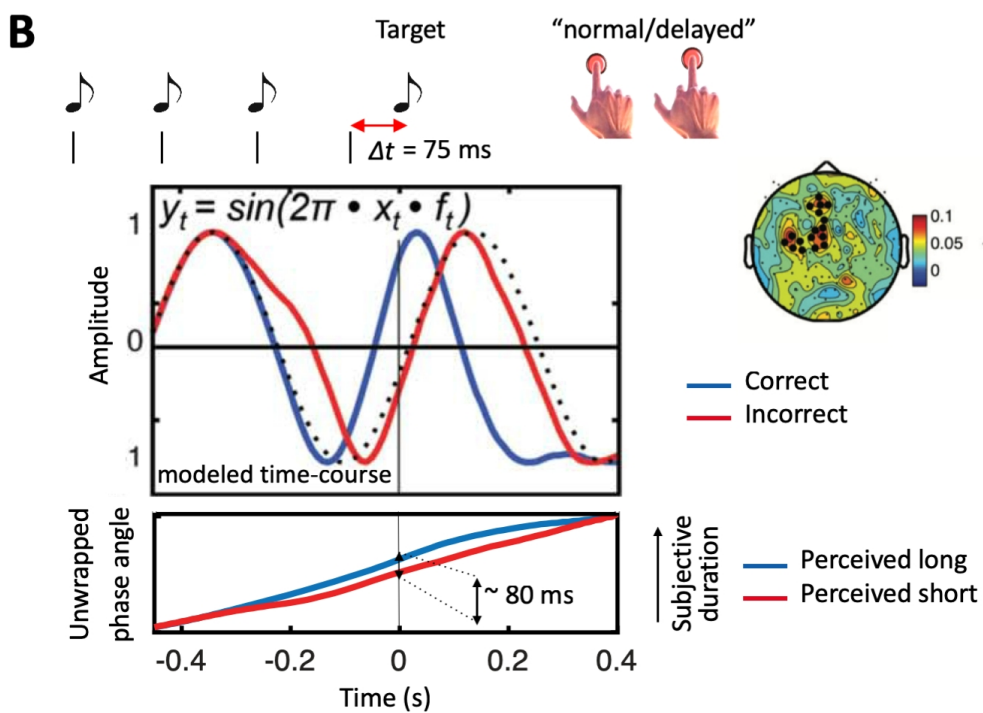 B
Target
“normal/delayed”
Δt = 75 ms
y_t = sin(2π • x_t • f_t)
1
0
1
Amplitude
modeled time-course
0.1
0.05
0
Correct
Incorrect
Unwrapped
phase angle
~ 80 ms
Subjective
duration
Perceived long
Perceived short
-0.4 -0.2 0 0.2 0.4
Time (s)